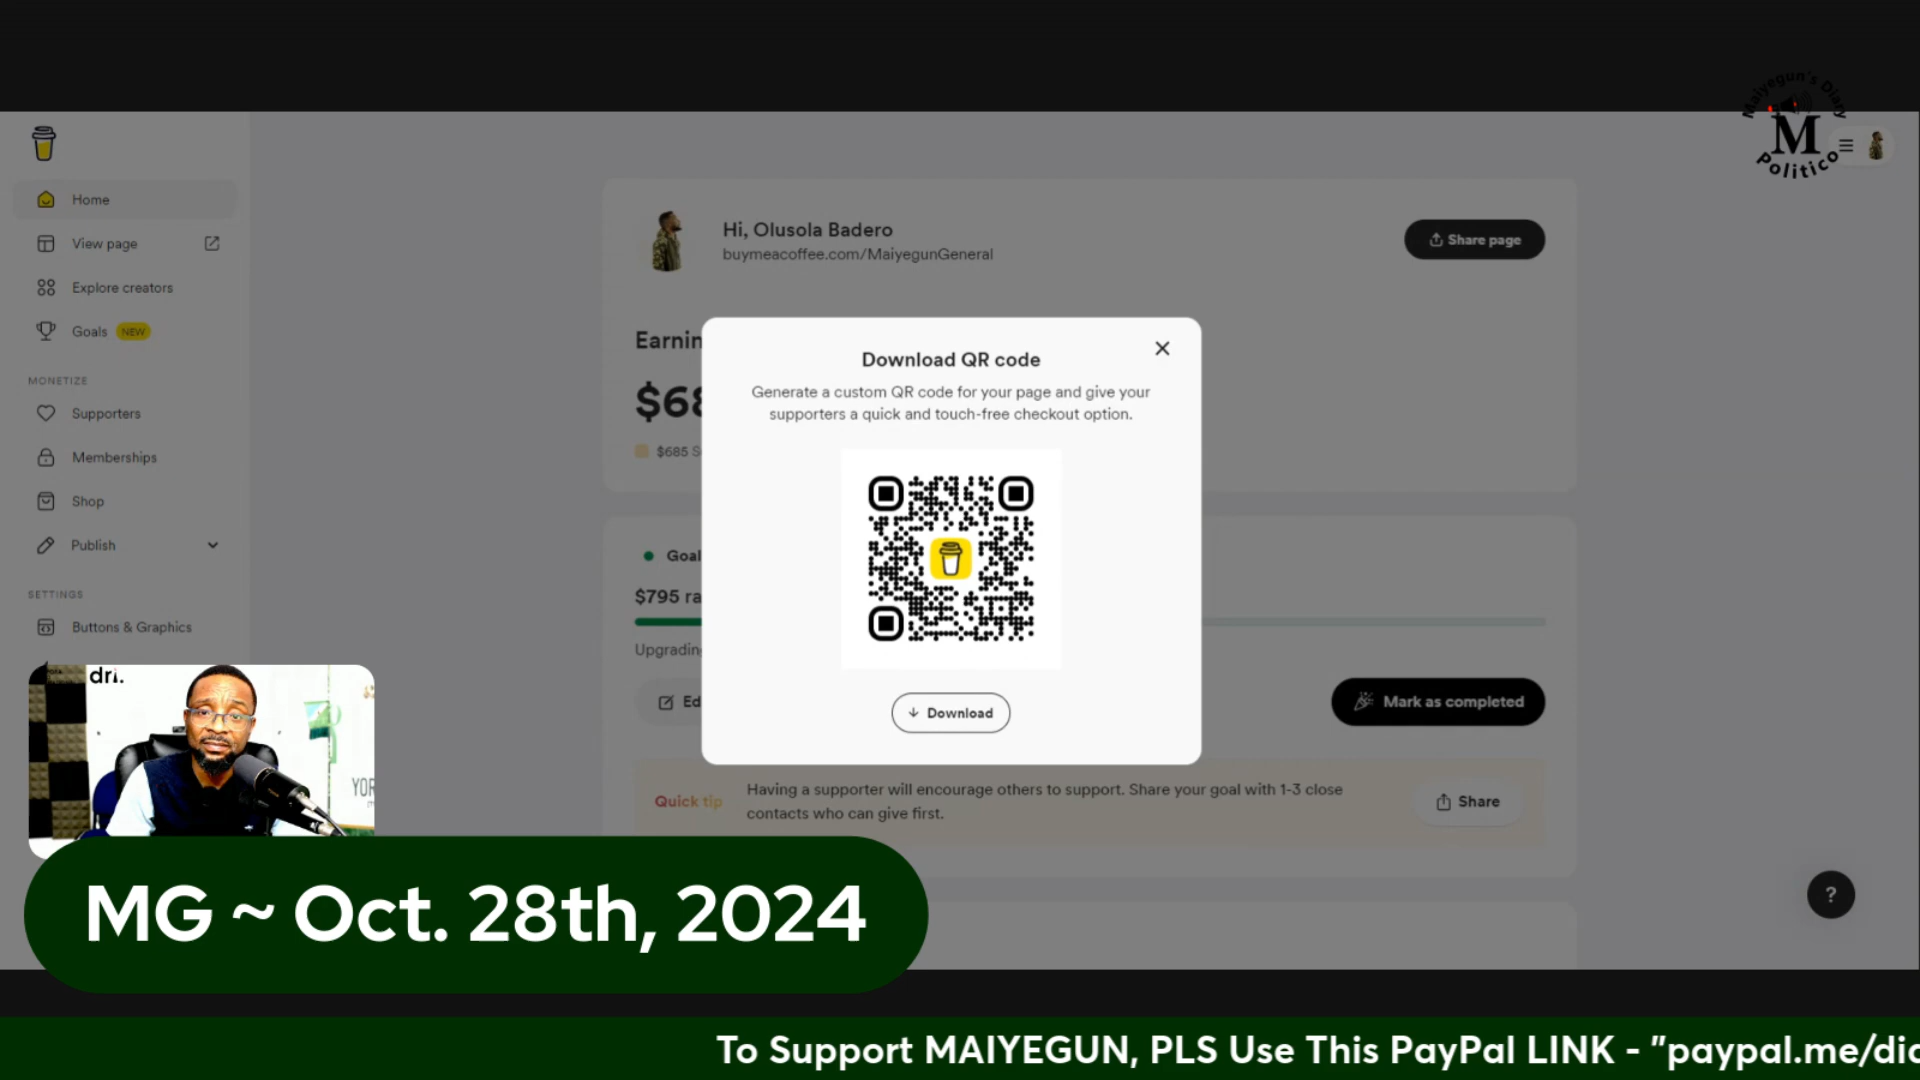 Maiyegun's Diary
M
Politico
Home
View page
Explore creators
Goals NEW
MONETIZE
Supporters
Memberships
Shop
Publish
SETTINGS
Buttons & Graphics
Hi, Olusola Badero
buymeacoffee.com/MaiyegunGeneral
Share page
Earnin
$68
$685 S
Download QR code
Generate a custom QR code for your page and give your
supporters a quick and touch-free checkout option.
Download
Goal
$795 ra
Upgradin
Ed
Mark as completed
Quick tip
Having a supporter will encourage others to support. Share your goal with 1-3 close
contacts who can give first.
Share
?
dri.
YOR
MG ~ Oct. 28th, 2024
To Support MAIYEGUN, PLS Use This PayPal LINK - "paypal.me/dia